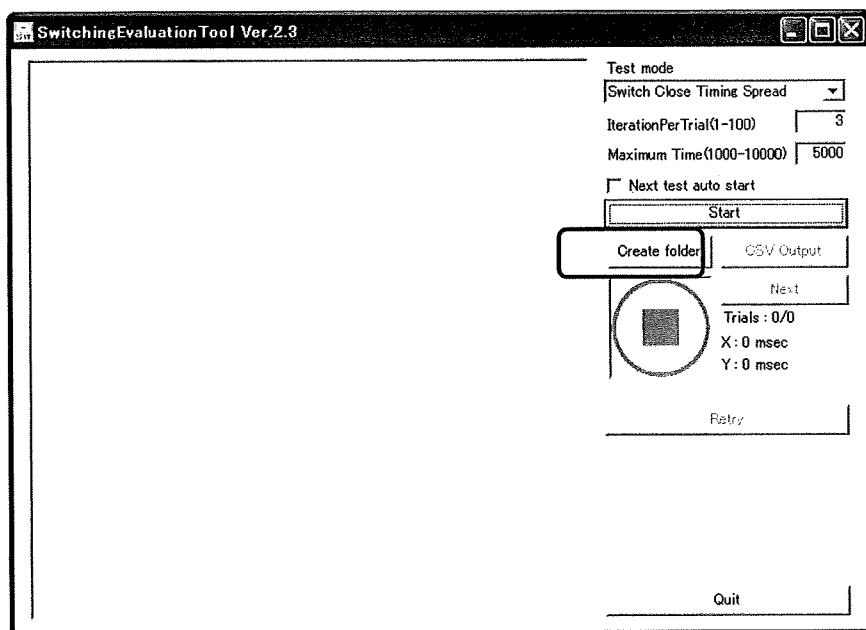 SwitchingEvaluationTool Ver.2.3
Test mode
Switch Close Timing Spread
IterationPerTrial(1-100) 3
Maximum Time(1000-10000) 5000
Next test auto start
Start
Create folder
CSV Output
Next
Trials : 0/0
X : 0 msec
Y : 0 msec
Retry
Quit